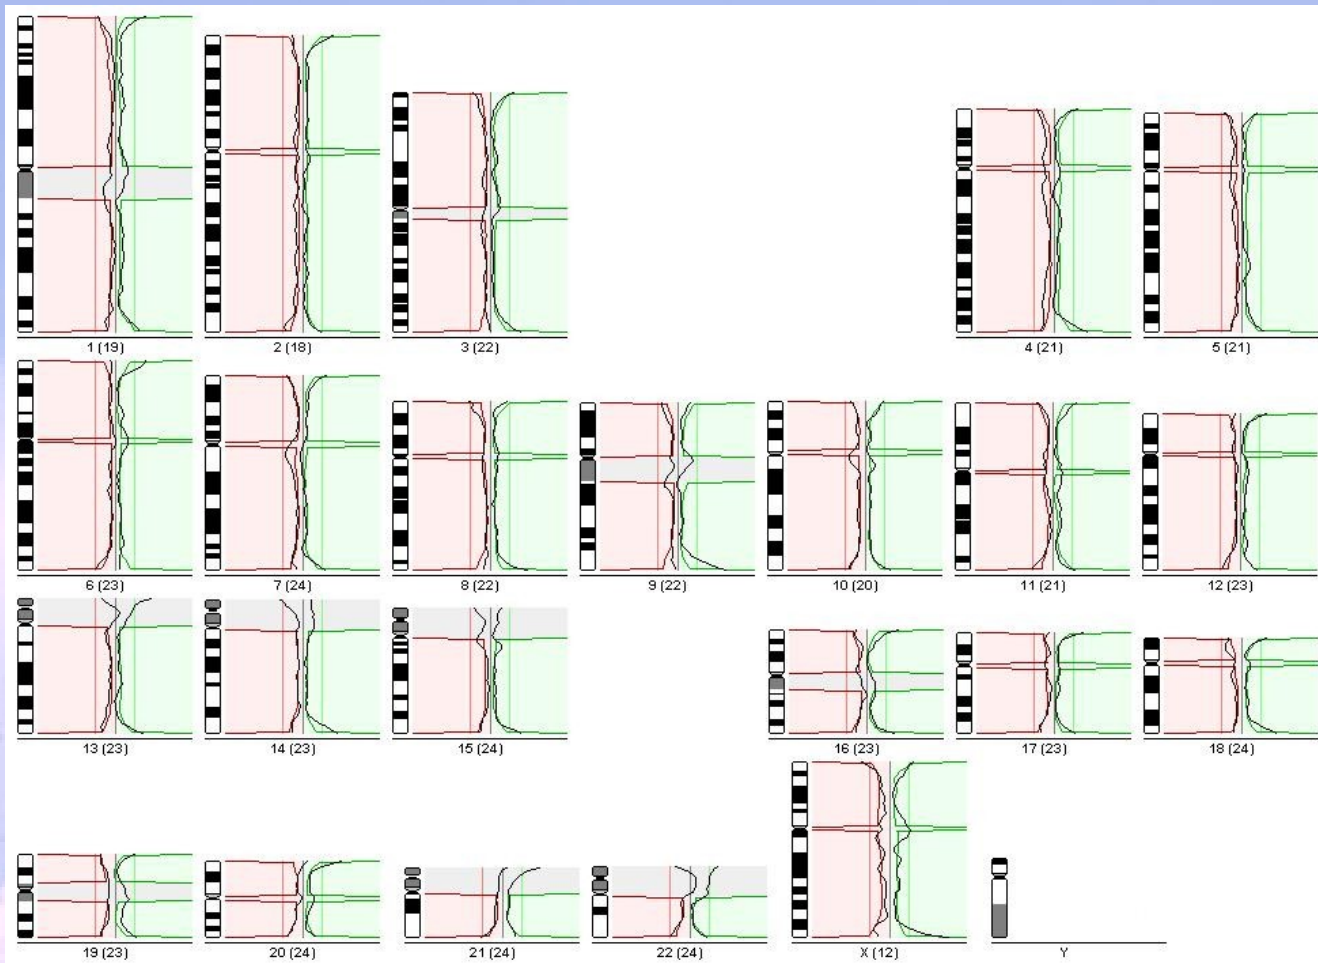 1 (19) 2 (18) 3 (22) 4 (21) 5 (21)
6 (23) 7 (24) 8 (22) 9 (22) 10 (20) 11 (21) 12 (23)
13 (23) 14 (23) 15 (24) 16 (23) 17 (23) 18 (24)
19 (23) 20 (24) 21 (24) 22 (24) X (12) Y